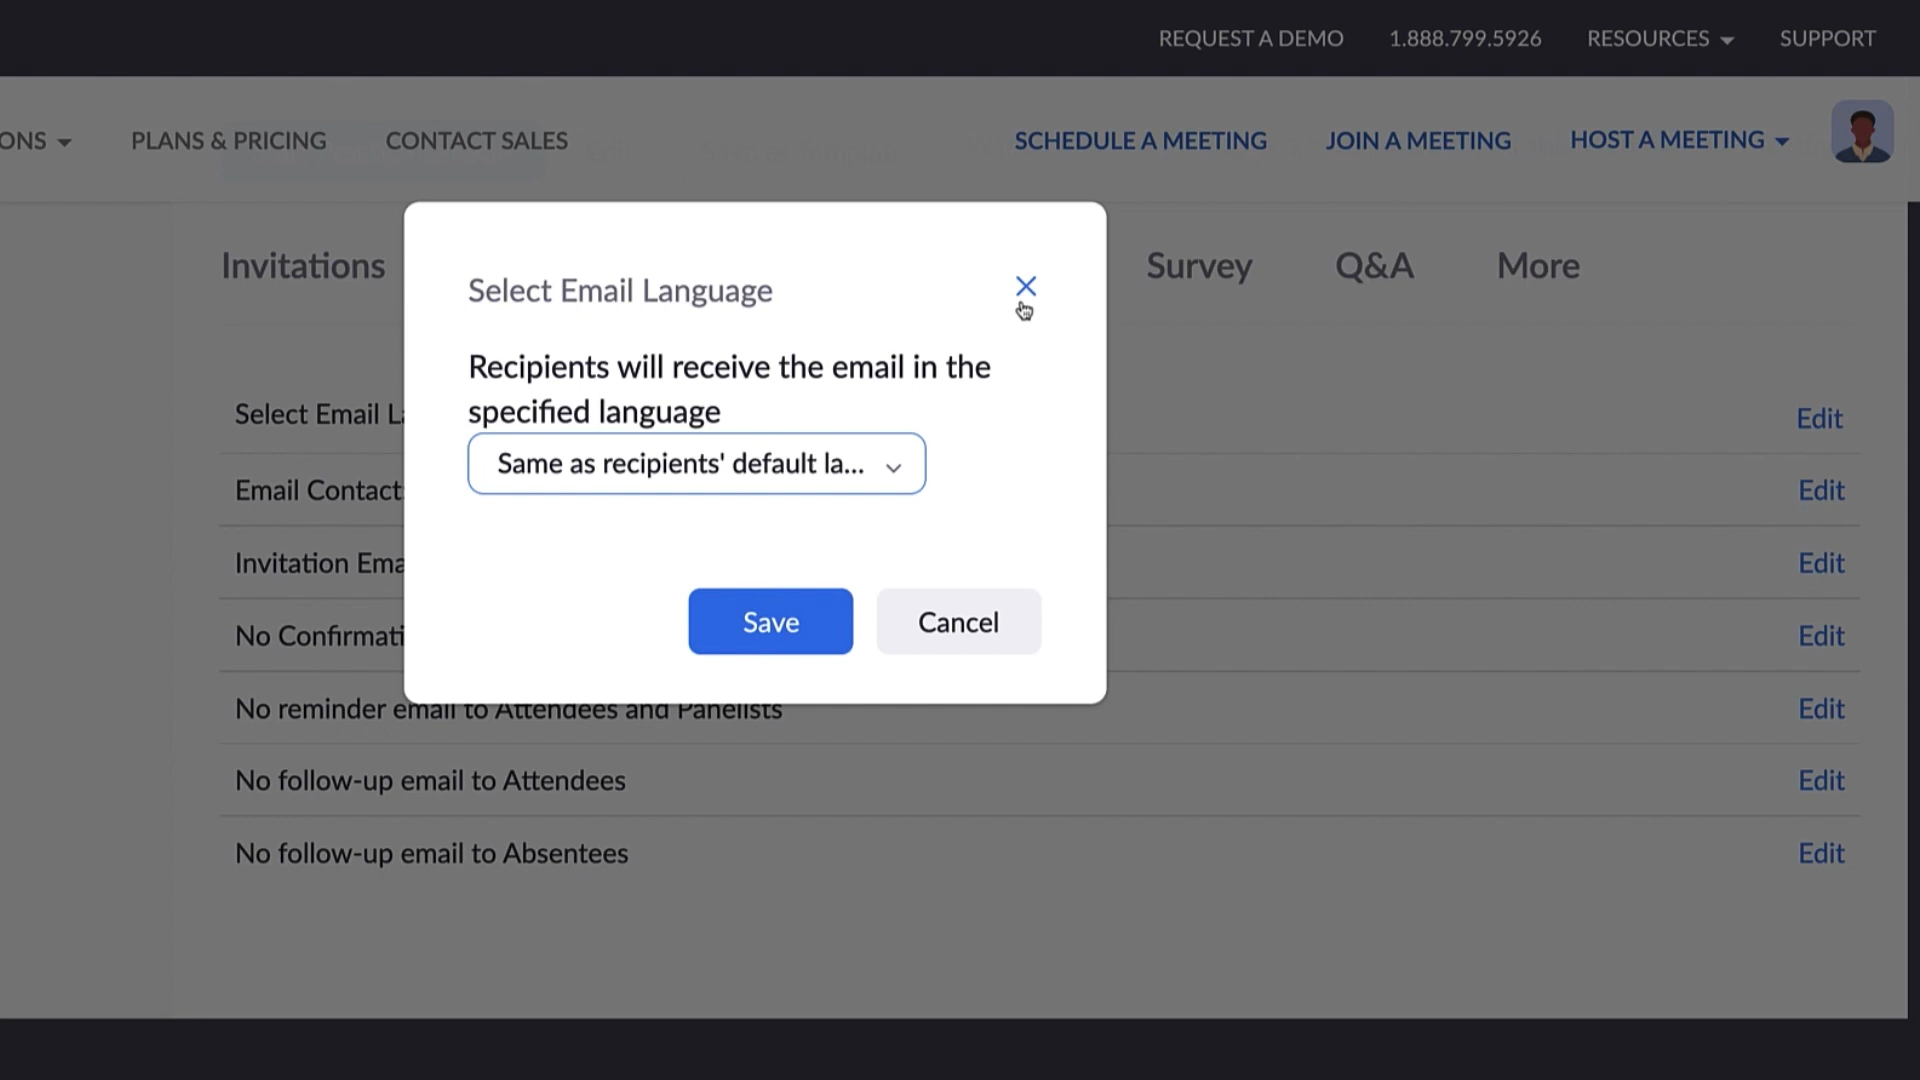 REQUEST A DEMO 1.888.799.5926 RESOURCES SUPPORT
ONS PLANS & PRICING CONTACT SALES SCHEDULE A MEETING JOIN A MEETING HOST A MEETING
Invitations Survey Q&A More
Select Email Language
Recipients will receive the email in the
specified language
Same as recipients' default la...
Save Cancel
Select Email La Edit
Email Contact Edit
Invitation Ema Edit
No Confirmati Edit
No reminder email to Attendees and Panelists Edit
No follow-up email to Attendees Edit
No follow-up email to Absentees Edit